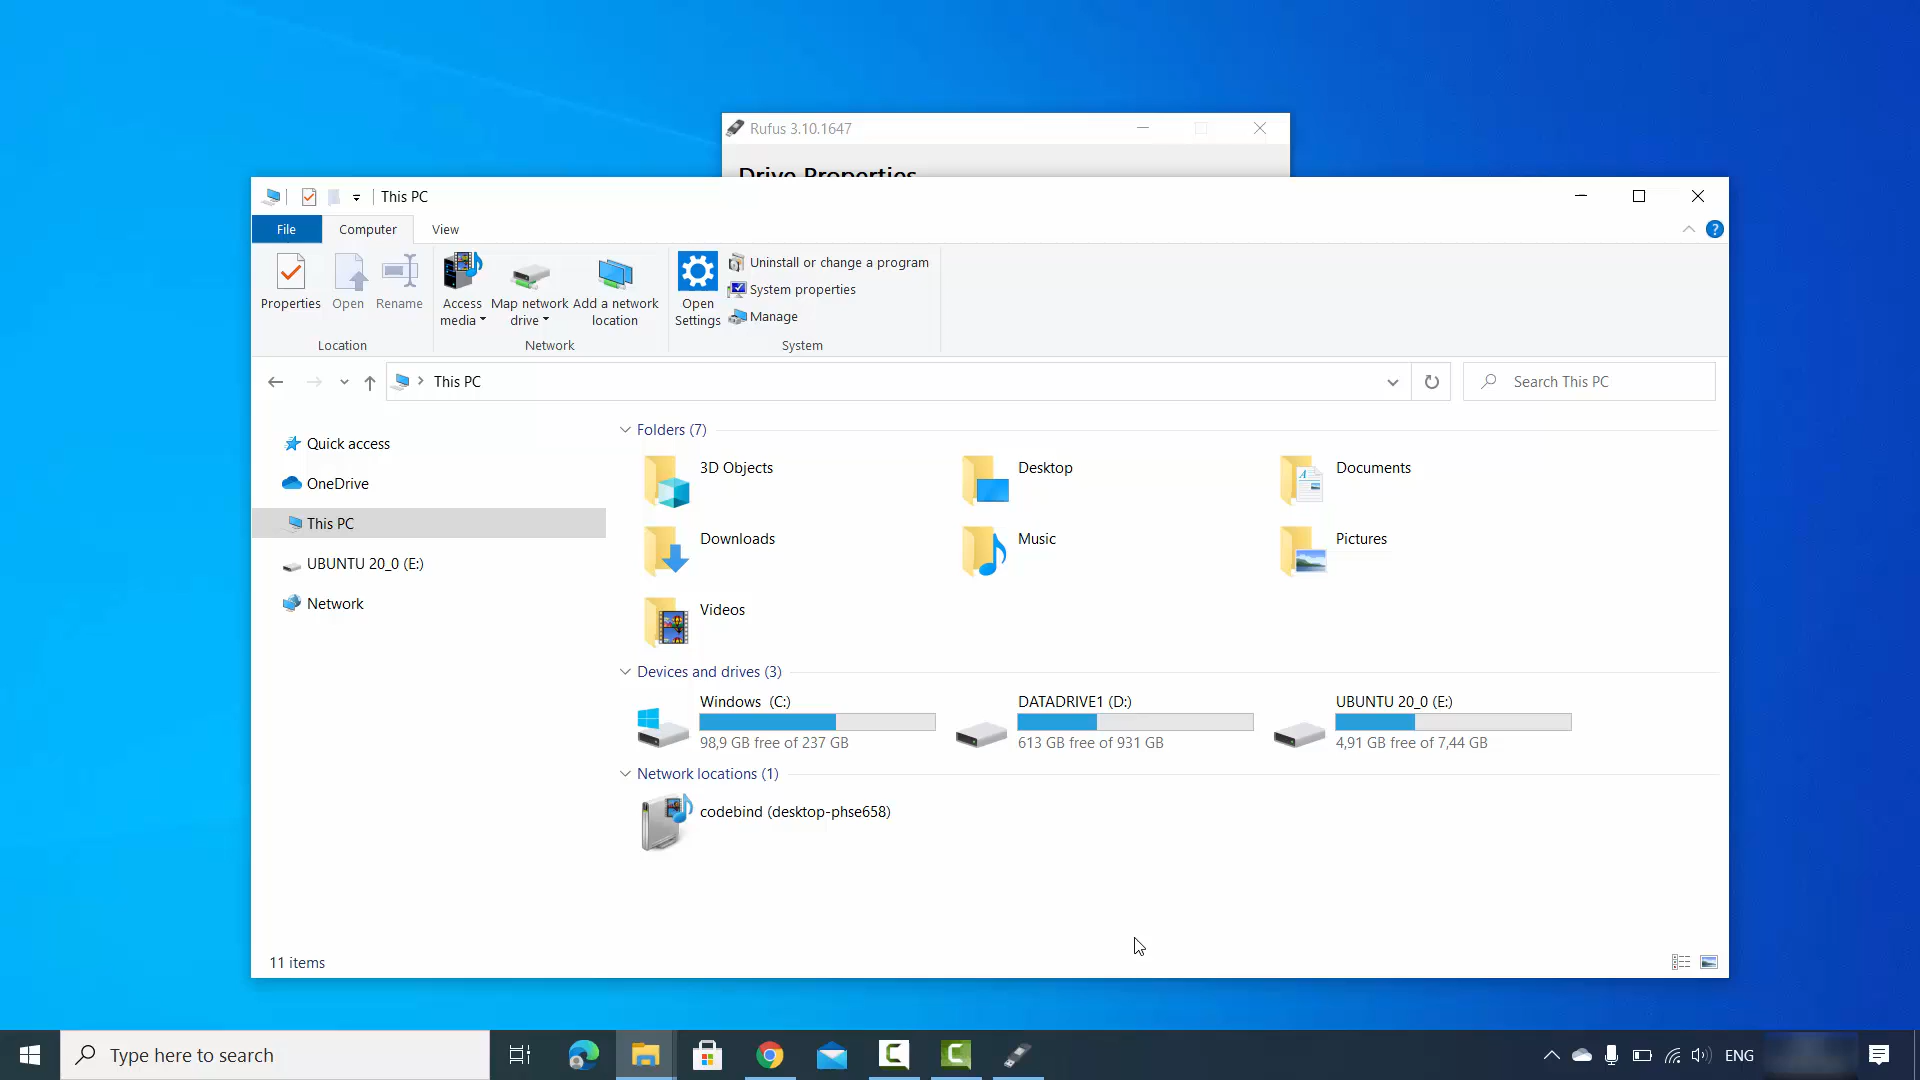 Rufus 3.10.1647
Drive Properties
This PC
File
Computer
View
Properties
Open
Rename
Access
media
Map network
drive
Add a network
location
Open
Settings
Uninstall or change a program
System properties
Manage
Location
Network
System
This PC
Search This PC
Quick access
OneDrive
This PC
UBUNTU 20_0 (E:)
Network
Folders (7)
3D Objects
Desktop
Documents
Downloads
Music
Pictures
Videos
Devices and drives (3)
Windows (C:)
98,9 GB free of 237 GB
DATADRIVE1 (D:)
613 GB free of 931 GB
UBUNTU 20_0 (E:)
4,91 GB free of 7,44 GB
Network locations (1)
codebind (desktop-phse658)
11 items
Type here to search
ENG